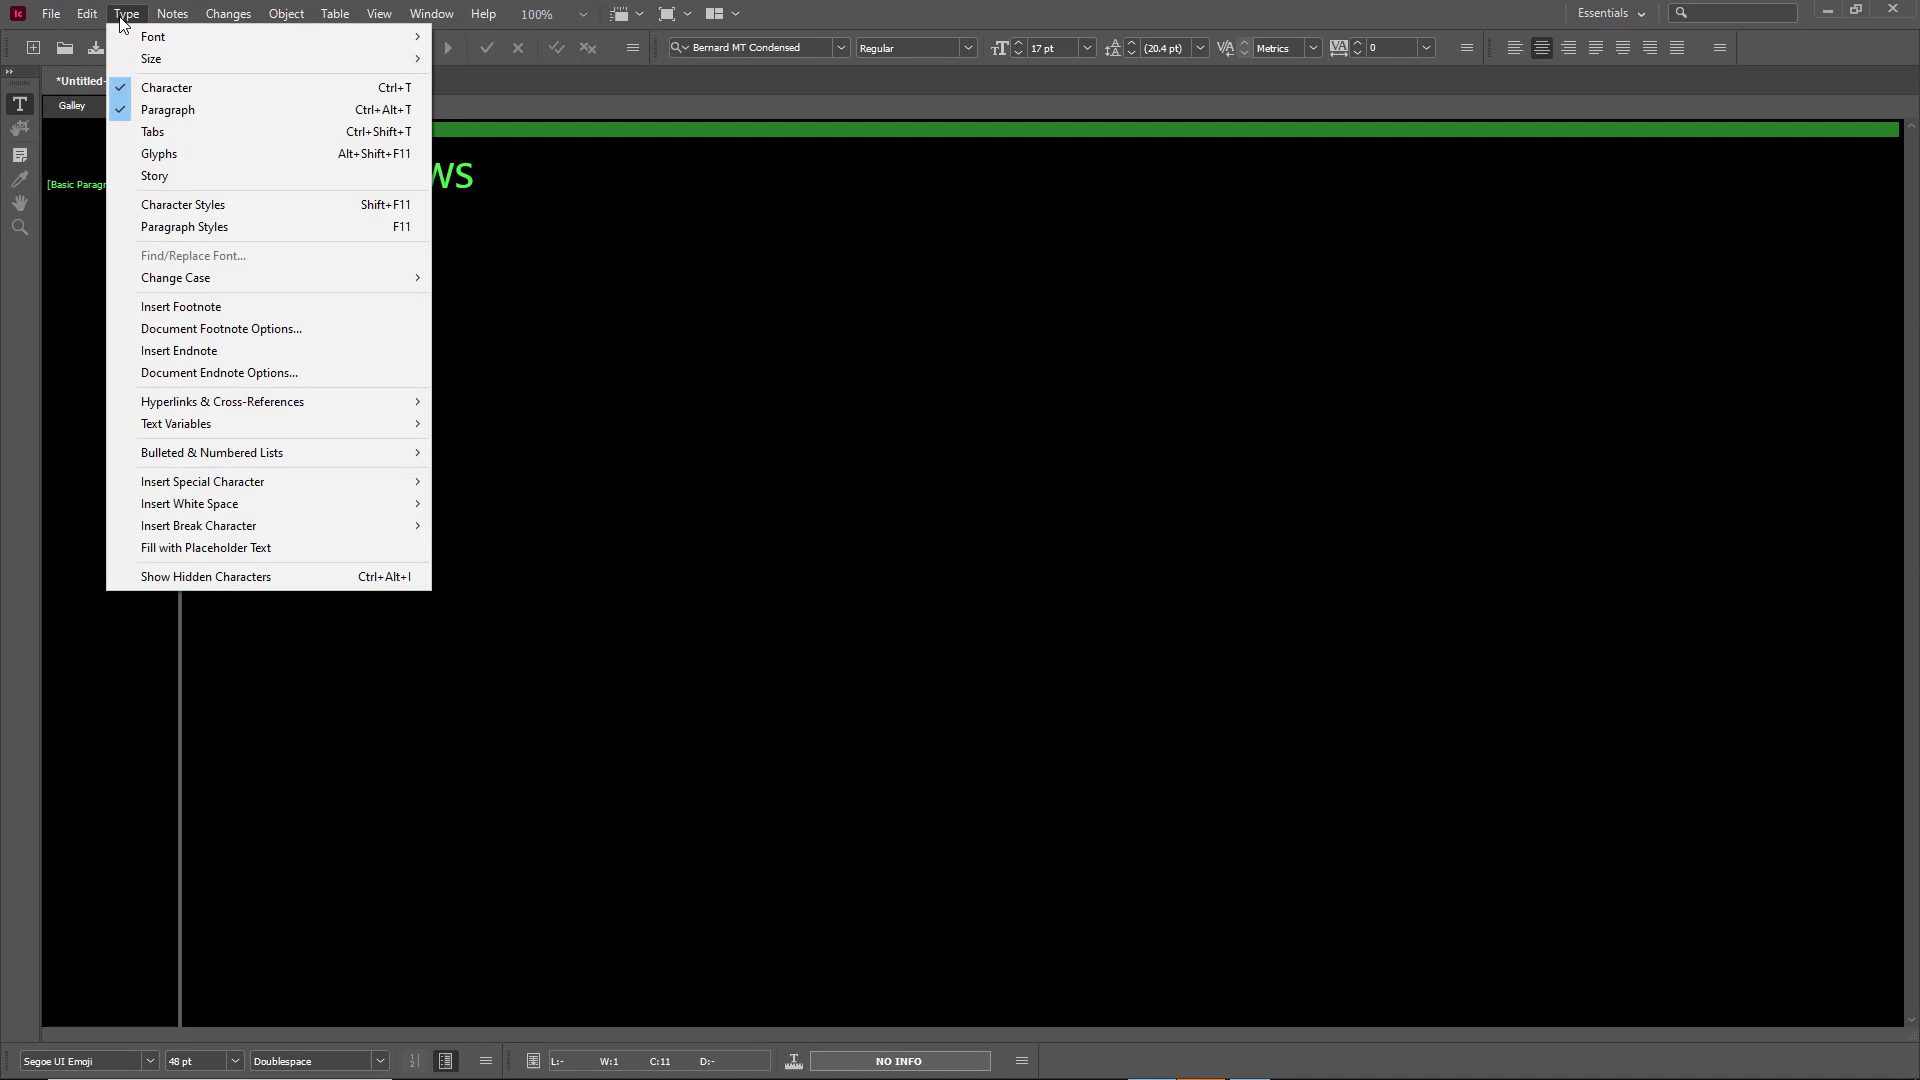 Ic File Edit Type Notes Changes Object Table View Window Help 100% Essentials
Bernard MT Condensed Regular 17 pt (20.4 pt) Metrics 0
*Untitled-
Galley
[Basic Paragr
WS
Font
Size
Character Ctrl+T
Paragraph Ctrl+Alt+T
Tabs Ctrl+Shift+T
Glyphs Alt+Shift+F11
Story
Character Styles Shift+F11
Paragraph Styles F11
Find/Replace Font...
Change Case
Insert Footnote
Document Footnote Options...
Insert Endnote
Document Endnote Options...
Hyperlinks & Cross-References
Text Variables
Bulleted & Numbered Lists
Insert Special Character
Insert White Space
Insert Break Character
Fill with Placeholder Text
Show Hidden Characters Ctrl+Alt+I
Segoe UI Emoji 48 pt Doublespace L:- W:1 C:11 D:- NO INFO